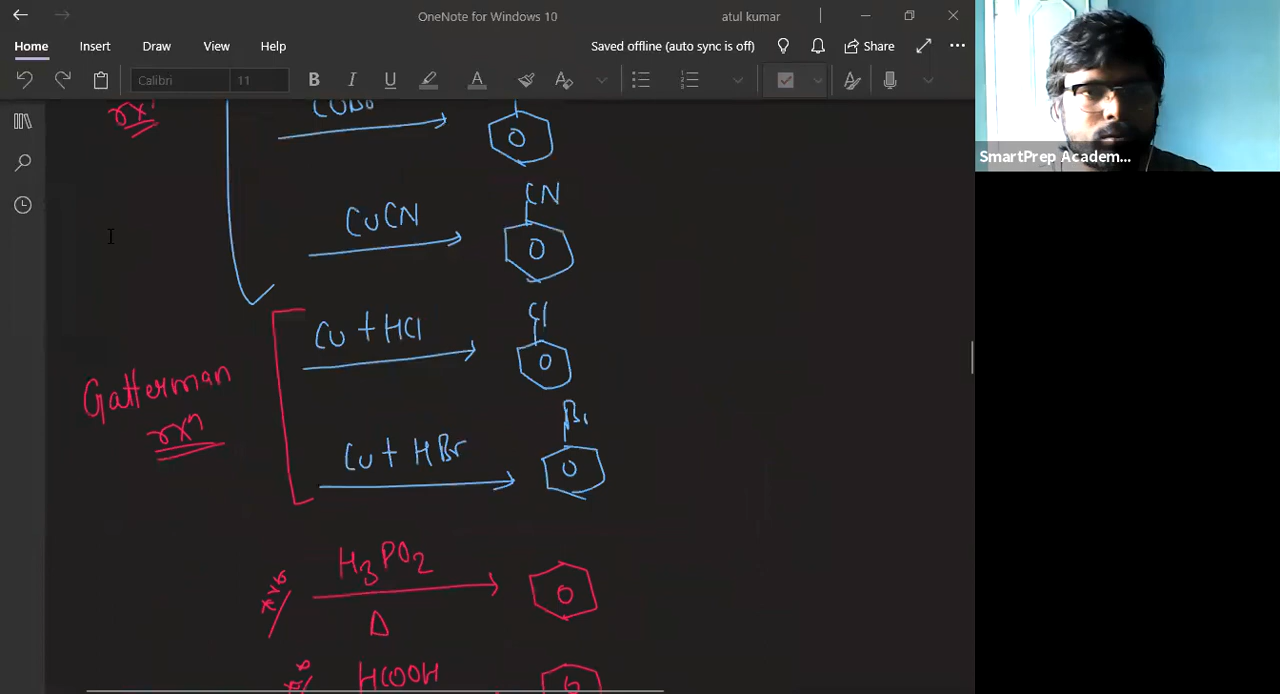 OneNote for Windows 10
atul kumar
Home Insert Draw View Help
Saved offline (auto sync is off)
Share
Calibri 11
B I U A
SmartPrep Academ...
rxⁿ
CN
CuCN
Cl
Cu + HCl
Gatterman
rxⁿ
Br
Cu + HBr
H₃PO₂
Δ
HCOOH